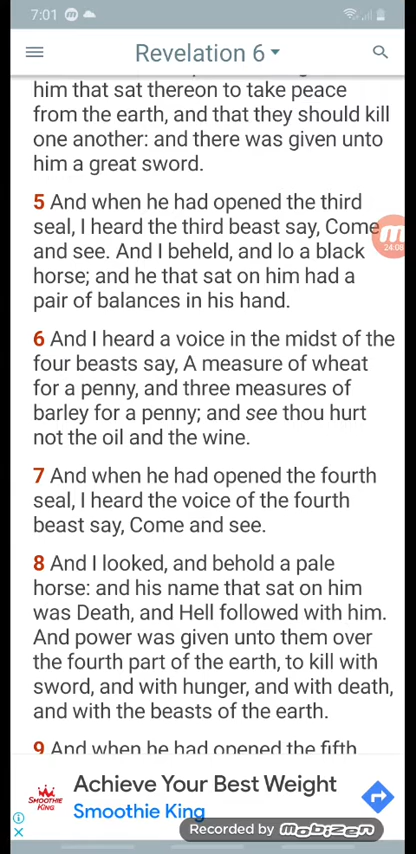 7:01
Revelation 6
him that sat thereon to take peace
from the earth, and that they should kill
one another: and there was given unto
him a great sword.
5 And when he had opened the third
seal, I heard the third beast say, Come
and see. And I beheld, and lo a black
horse; and he that sat on him had a
pair of balances in his hand.
24:08
6 And I heard a voice in the midst of the
four beasts say, A measure of wheat
for a penny, and three measures of
barley for a penny; and see thou hurt
not the oil and the wine.
7 And when he had opened the fourth
seal, I heard the voice of the fourth
beast say, Come and see.
8 And I looked, and behold a pale
horse: and his name that sat on him
was Death, and Hell followed with him.
And power was given unto them over
the fourth part of the earth, to kill with
sword, and with hunger, and with death,
and with the beasts of the earth.
9 And when he had opened the fifth
Achieve Your Best Weight
SMOOTHIE
KING
Smoothie King
Recorded by mobizen